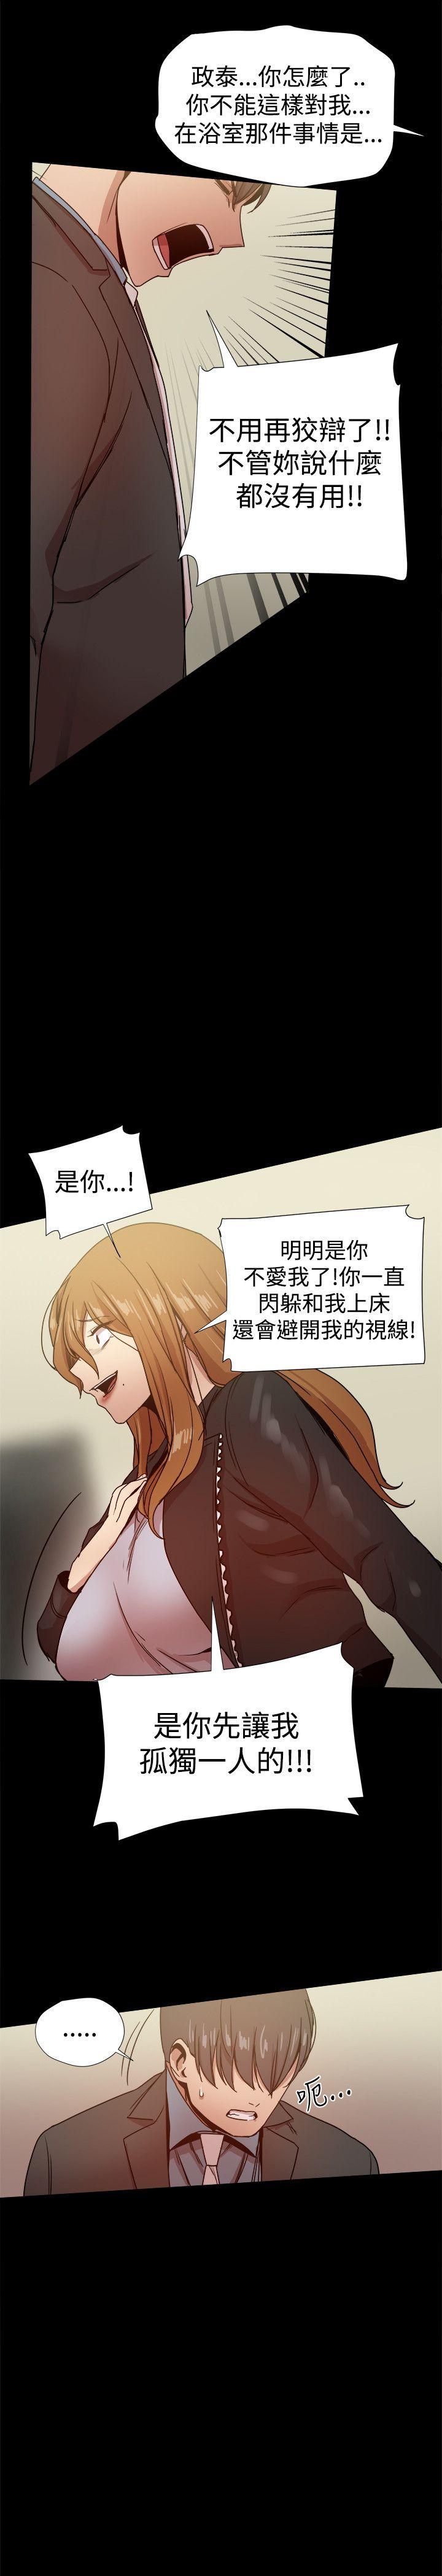 政泰...你怎麼了..
你不能這樣對我...
在浴室那件事情是...
不用再狡辯了!!
不管妳說什麼
都沒有用!!
是你...!
明明是你
不愛我了!你一直
閃躲和我上床
還會避開我的視線!
是你先讓我
孤獨一人的!!!
.....
呃...